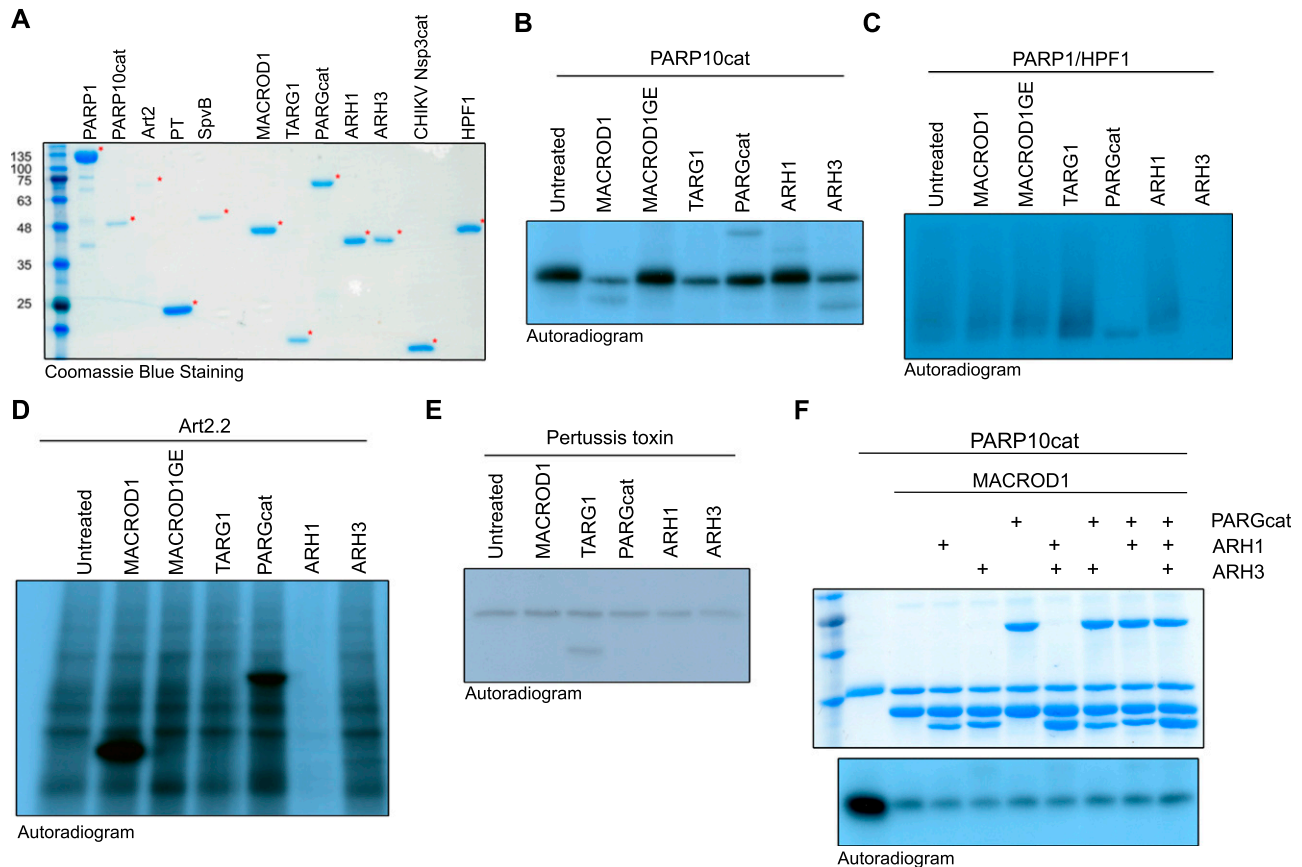 A
PARP1
PARP10cat
Art2
PT
SpvB
MACROD1
TARG1
PARGcat
ARH1
ARH3
CHIKV Nsp3cat
HPF1
135
100
75
63
48
35
25
Coomassie Blue Staining
B
PARP10cat
Untreated
MACROD1
MACROD1GE
TARG1
PARGcat
ARH1
ARH3
Autoradiogram
C
PARP1/HPF1
Untreated
MACROD1
MACROD1GE
TARG1
PARGcat
ARH1
ARH3
Autoradiogram
D
Art2.2
Untreated
MACROD1
MACROD1GE
TARG1
PARGcat
ARH1
ARH3
Autoradiogram
E
Pertussis toxin
Untreated
MACROD1
TARG1
PARGcat
ARH1
ARH3
Autoradiogram
F
PARP10cat
MACROD1
+ + + + PARGcat
+ + + + ARH1
+ + + + ARH3
Autoradiogram